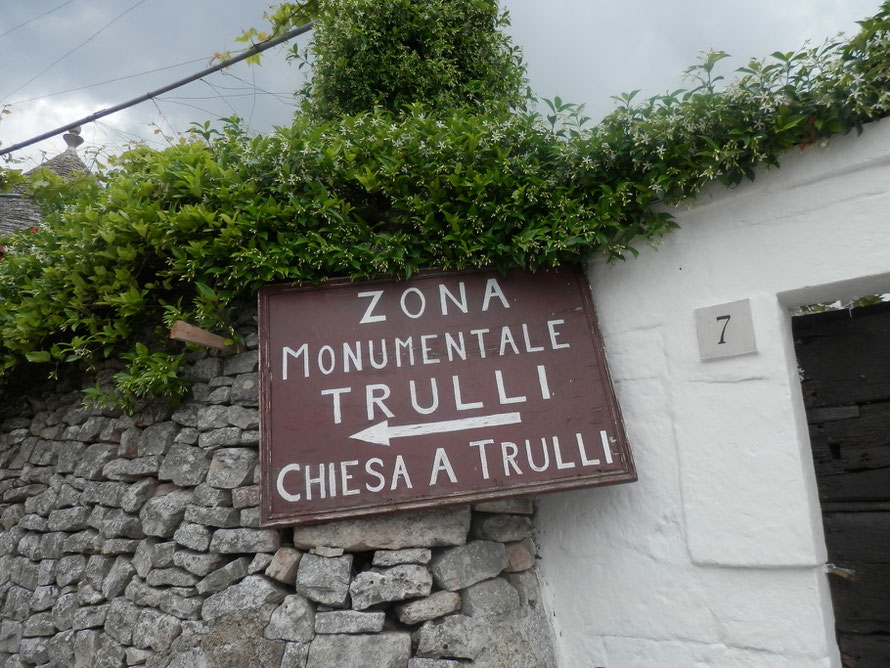 ZONA
MONUMENTALE
TRULLI
CHIESA A TRULLI
7